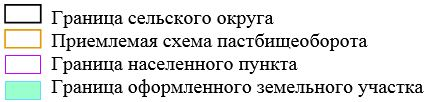 Граница сельского округа
Приемлемая схема пастбищеоборота
Граница населенного пункта
Граница оформленного земельного участка